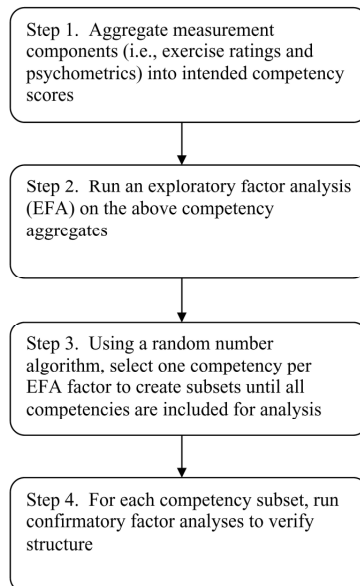 Step 1.  Aggregate measurement
components (i.e., exercise ratings and
psychometrics) into intended competency
scores
Step 2.  Run an exploratory factor analysis
(EFA) on the above competency
aggregates
Step 3.  Using a random number
algorithm, select one competency per
EFA factor to create subsets until all
competencies are included for analysis
Step 4.  For each competency subset, run
confirmatory factor analyses to verify
structure